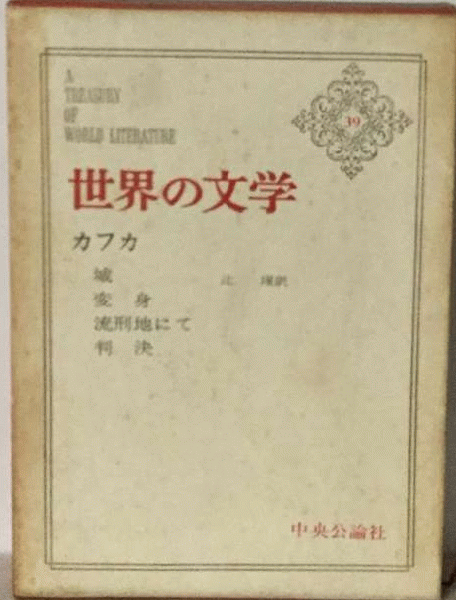 A
TREASURY
OF
WORLD LITERATURE
39
世界の文学
カフカ
城
辻 瑆訳
変身
流刑地にて
判決
中央公論社